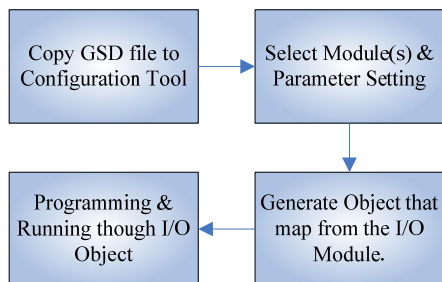 Copy GSD file to
Configuration Tool
Select Module(s) &
Parameter Setting
Generate Object that
map from the I/O
Module.
Programming &
Running though I/O
Object